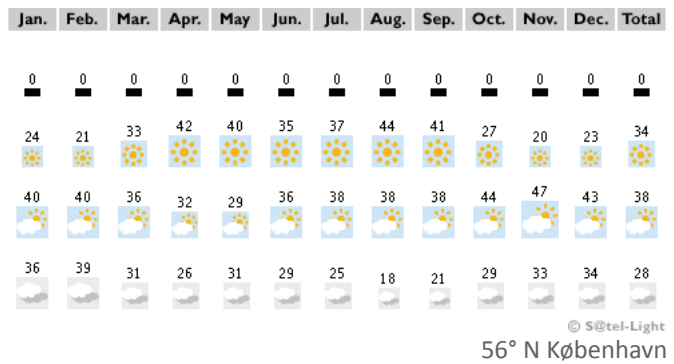 Jan. Feb. Mar. Apr. May Jun. Jul. Aug. Sep. Oct. Nov. Dec. Total
0 0 0 0 0 0 0 0 0 0 0 0 0
24 21 33 42 40 35 37 44 41 27 20 23 34
40 40 36 32 29 36 38 38 38 44 47 43 38
36 39 31 26 31 29 25 18 21 29 33 34 28
© S@tel-Light
56° N København